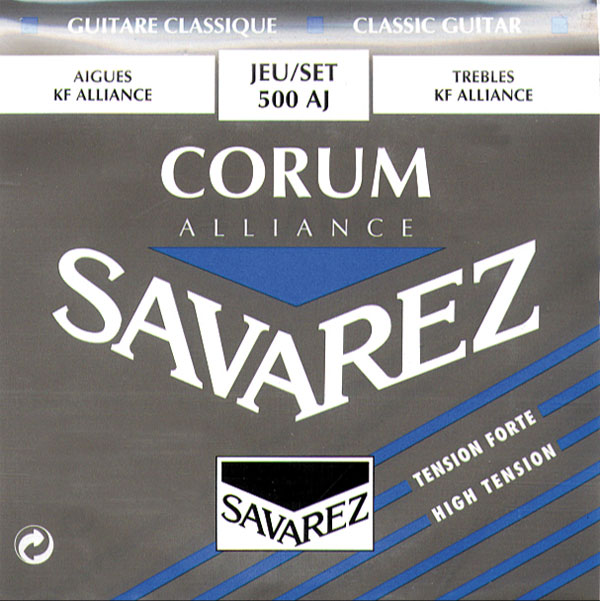 GUITARE CLASSIQUE
CLASSIC GUITAR
AIGUES
KF ALLIANCE
JEU/SET
500 AJ
TREBLES
KF ALLIANCE
CORUM
ALLIANCE
SAVAREZ
TENSION FORTE
HIGH TENSION
SAVAREZ